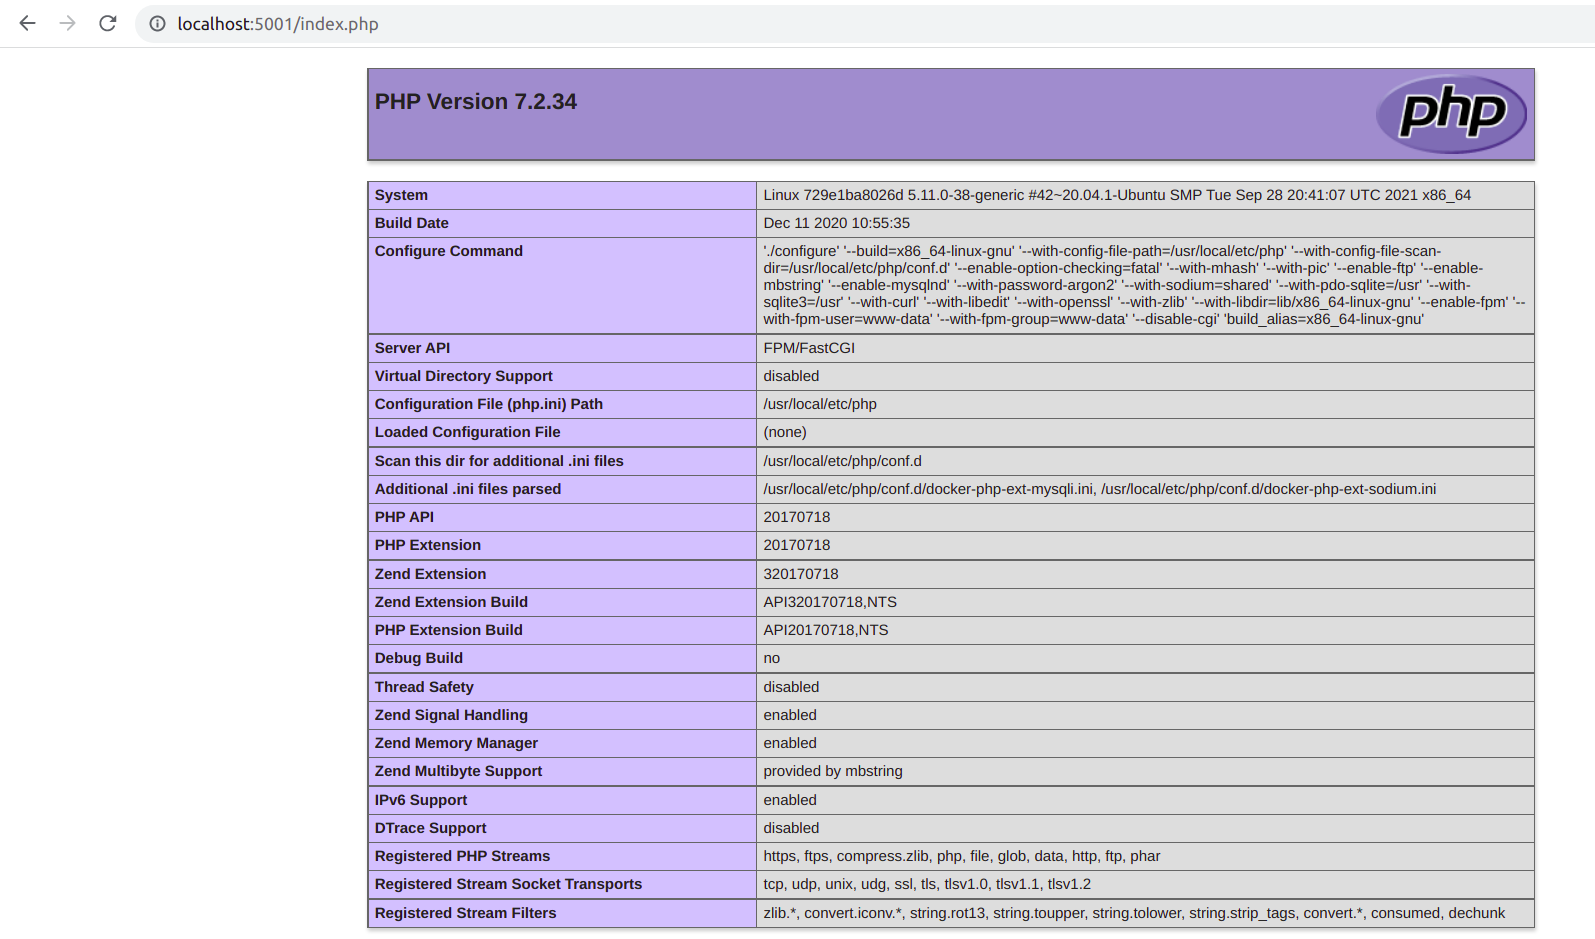 localhost:5001/index.php
PHP Version 7.2.34
php
System Linux 729e1ba8026d 5.11.0-38-generic #42~20.04.1-Ubuntu SMP Tue Sep 28 20:41:07 UTC 2021 x86_64
Build Date Dec 11 2020 10:55:35
Configure Command './configure' '--build=x86_64-linux-gnu' '--with-config-file-path=/usr/local/etc/php' '--with-config-file-scan-
dir=/usr/local/etc/php/conf.d' '--enable-option-checking=fatal' '--with-mhash' '--with-pic' '--enable-ftp' '--enable-
mbstring' '--enable-mysqlnd' '--with-password-argon2' '--with-sodium=shared' '--with-pdo-sqlite=/usr' '--with-
sqlite3=/usr' '--with-curl' '--with-libedit' '--with-openssl' '--with-zlib' '--with-libdir=lib/x86_64-linux-gnu' '--enable-fpm' '--
with-fpm-user=www-data' '--with-fpm-group=www-data' '--disable-cgi' 'build_alias=x86_64-linux-gnu'
Server API FPM/FastCGI
Virtual Directory Support disabled
Configuration File (php.ini) Path /usr/local/etc/php
Loaded Configuration File (none)
Scan this dir for additional .ini files /usr/local/etc/php/conf.d
Additional .ini files parsed /usr/local/etc/php/conf.d/docker-php-ext-mysqli.ini, /usr/local/etc/php/conf.d/docker-php-ext-sodium.ini
PHP API 20170718
PHP Extension 20170718
Zend Extension 320170718
Zend Extension Build API320170718,NTS
PHP Extension Build API20170718,NTS
Debug Build no
Thread Safety disabled
Zend Signal Handling enabled
Zend Memory Manager enabled
Zend Multibyte Support provided by mbstring
IPv6 Support enabled
DTrace Support disabled
Registered PHP Streams https, ftps, compress.zlib, php, file, glob, data, http, ftp, phar
Registered Stream Socket Transports tcp, udp, unix, udg, ssl, tls, tlsv1.0, tlsv1.1, tlsv1.2
Registered Stream Filters zlib.*, convert.iconv.*, string.rot13, string.toupper, string.tolower, string.strip_tags, convert.*, consumed, dechunk